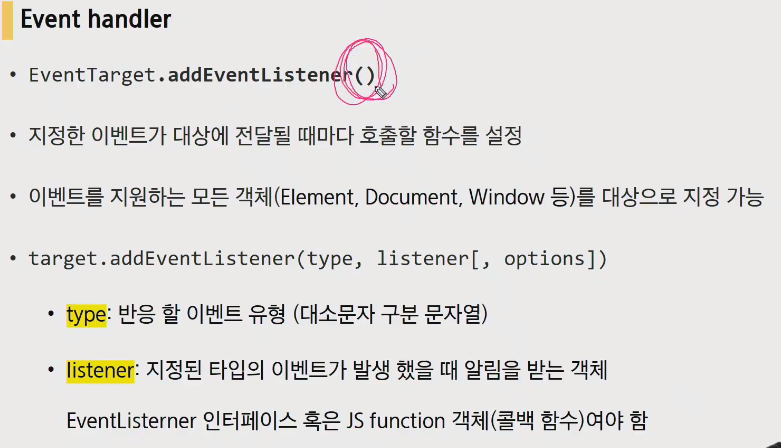 Event handler
EventTarget.addEventListener()
지정한 이벤트가 대상에 전달될 때마다 호출할 함수를 설정
이벤트를 지원하는 모든 객체(Element, Document, Window 등)를 대상으로 지정 가능
target.addEventListener(type, listener[, options])
type: 반응 할 이벤트 유형 (대소문자 구분 문자열)
listener: 지정된 타입의 이벤트가 발생 했을 때 알림을 받는 객체
EventListerner 인터페이스 혹은 JS function 객체(콜백 함수)여야 함